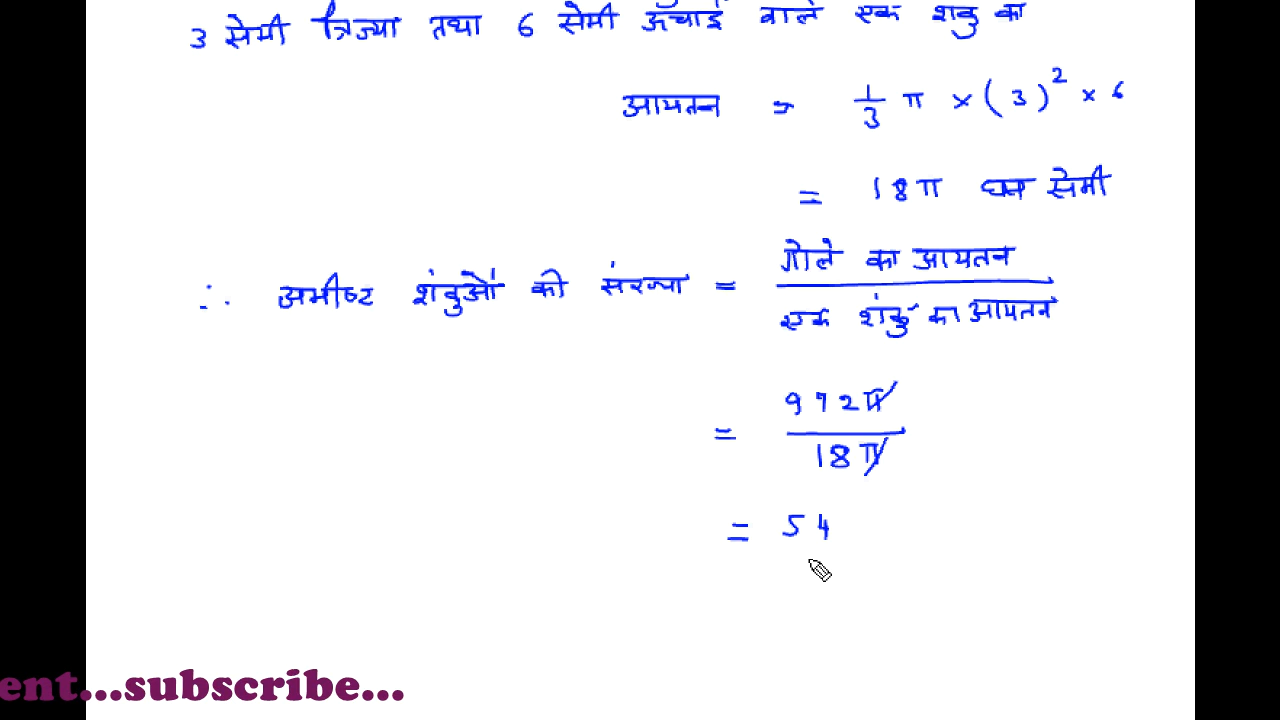 3 सेमी त्रिज्या तथा 6 सेमी ऊँचाई वाले एक शंकु का
आयतन = 1/3 π × (3)² × 6
= 18π घन सेमी
∴ अभीष्ट शंकुओं की संख्या = गोले का आयतन / एक शंकु का आयतन
= 972π / 18π
= 54
ent...subscribe...